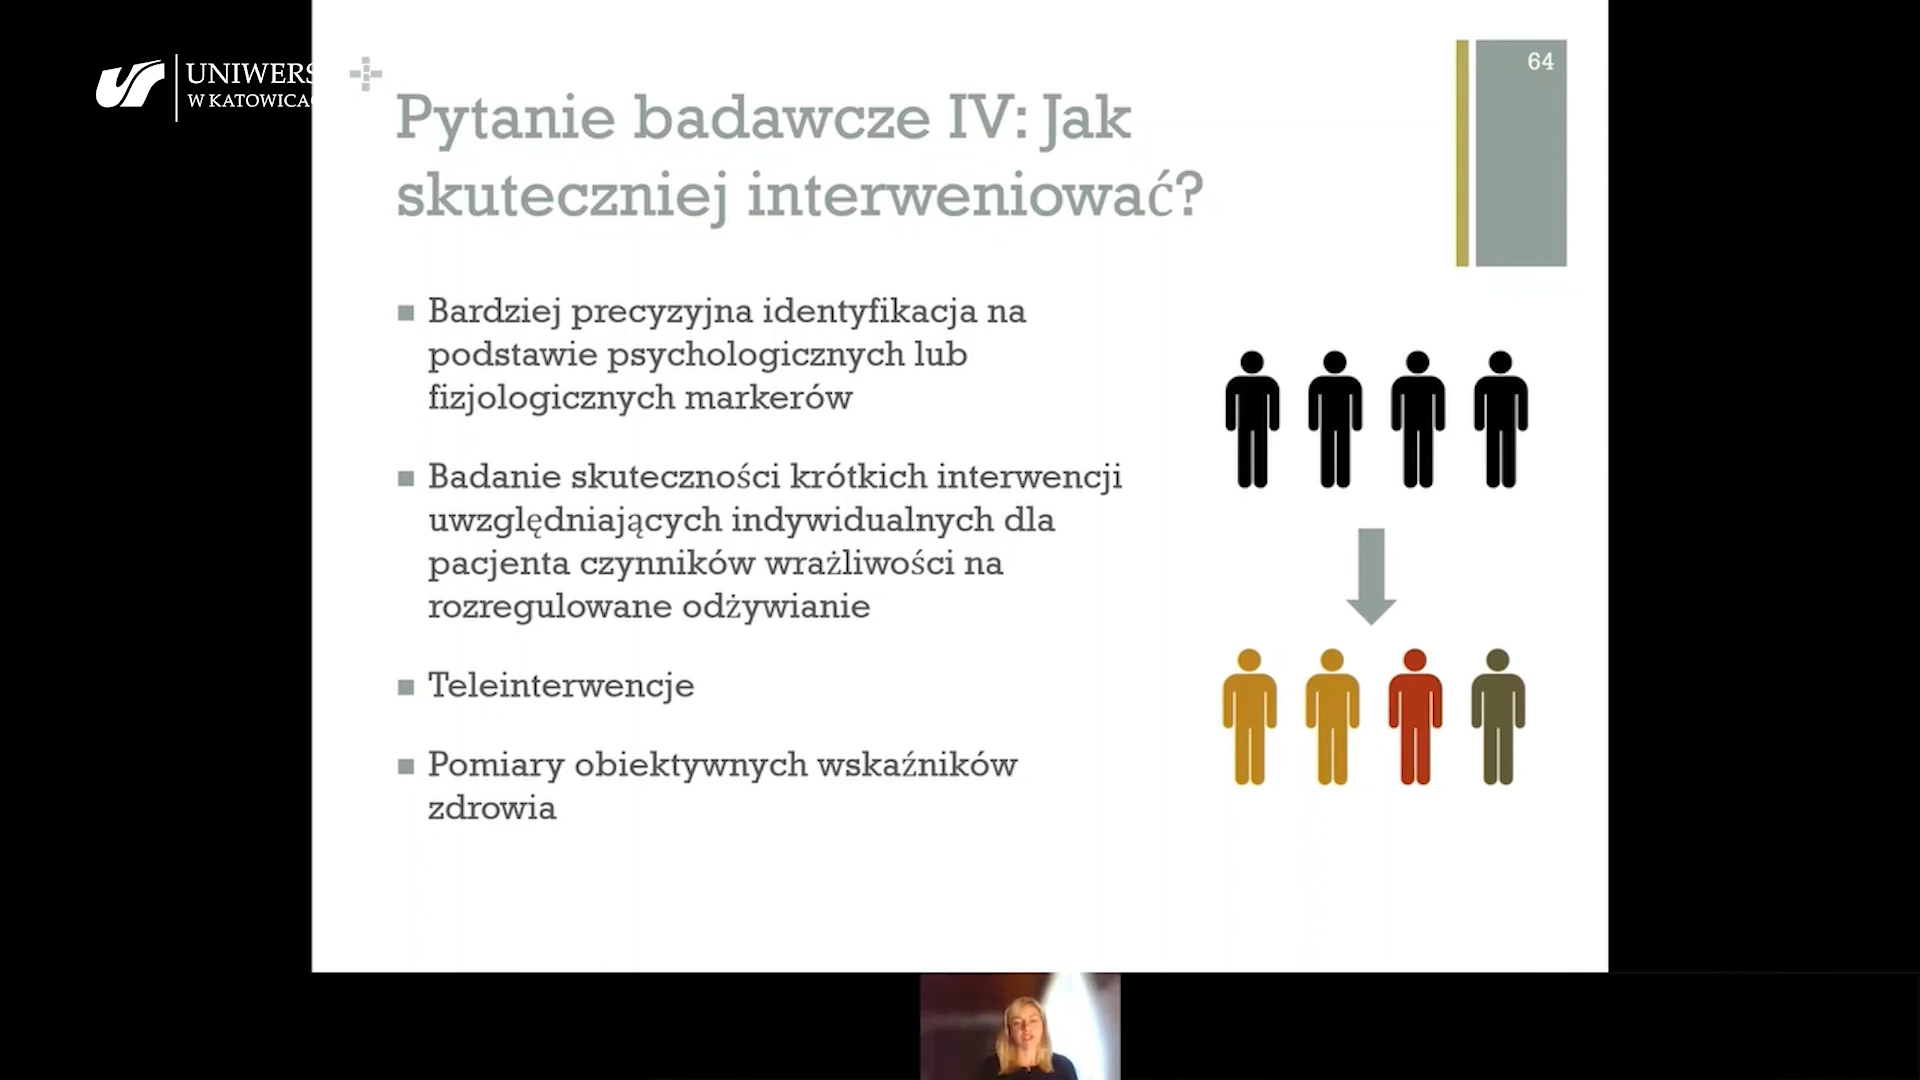 UNIWERS
W KATOWICA
64
Pytanie badawcze IV: Jak
skuteczniej interweniować?
Bardziej precyzyjna identyfikacja na
podstawie psychologicznych lub
fizjologicznych markerów
Badanie skuteczności krótkich interwencji
uwzględniających indywidualnych dla
pacjenta czynników wrażliwości na
rozregulowane odżywianie
Teleinterwencje
Pomiary obiektywnych wskaźników
zdrowia